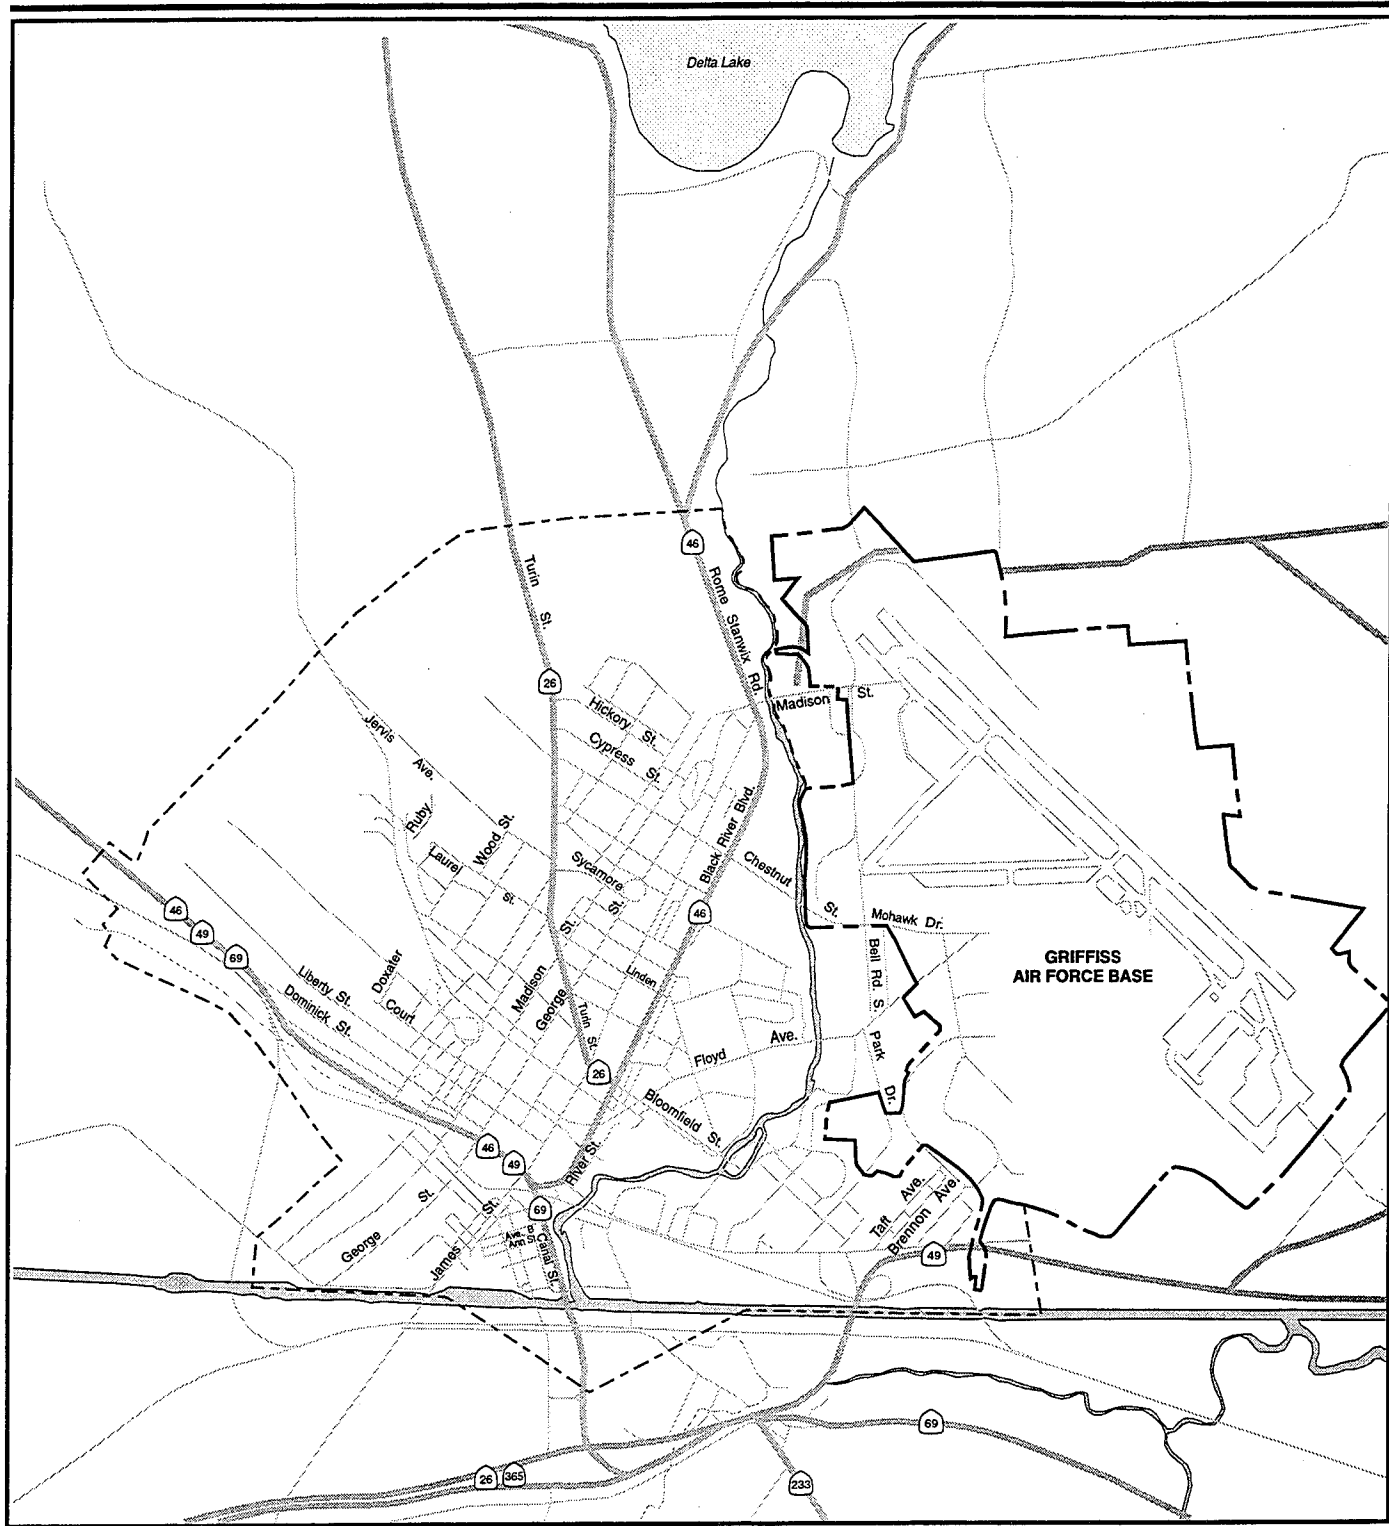 Delta Lake
46
Rome Stanwix Rd.
Turin St.
26
Madison St.
Hickory St.
Cypress St.
Jervis Ave.
Ruby
Wood St.
Laurel St.
Sycamore St.
Black River Blvd.
Chestnut St.
46
49
69
46
Mohawk Dr.
Bell Rd. S.
GRIFFISS
AIR FORCE BASE
Liberty St.
Dominick St.
Doxater
Court
Madison St.
George
Linden
Turin St.
26
Floyd Ave.
Park Dr.
Bloomfield St.
46
49
River St.
69
Taft Ave.
Brennon Ave.
49
George St.
James St.
Ave.
Ann St.
Canal St.
69
26
365
233